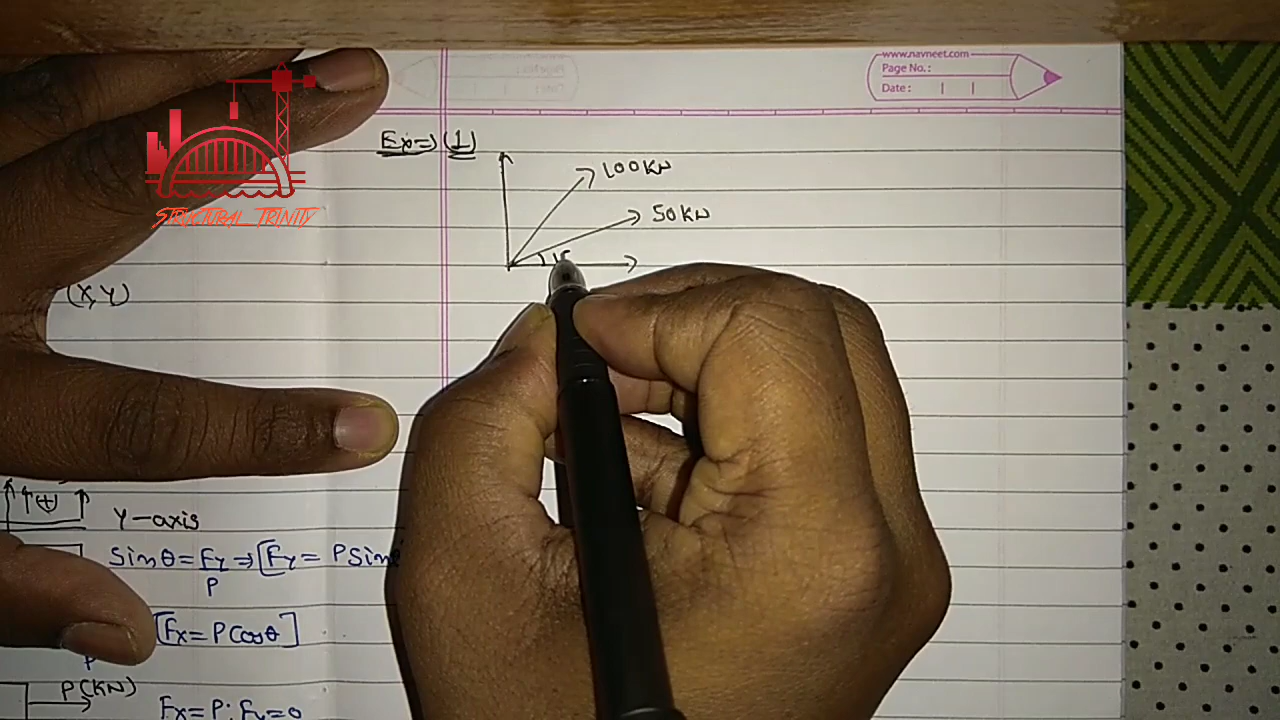 www.navneet.com
Page No. :
Date :
Ex⇒ (1)
100KN
50KN
15
STRUCTURAL_TRINITY
(X,Y)
(+)
Y-axis
Sinθ = Fy ⇒ [Fy = PSin
P
[Fx = PCosθ]
P
P(KN)
Fx = P ; Fy = 0